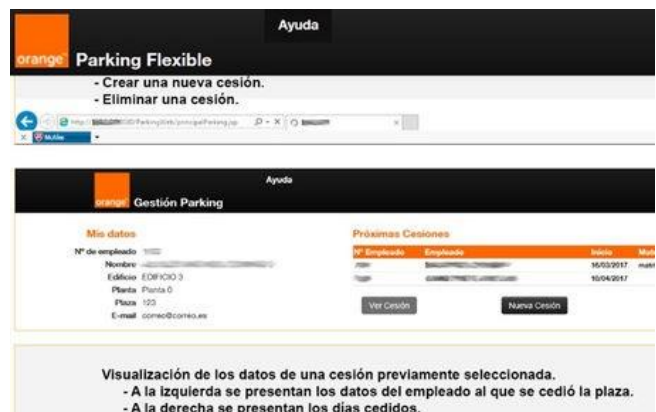 Ayuda
orange™ Parking Flexible
- Crear una nueva cesión.
- Eliminar una cesión.
McAfee
Ayuda
orange™ Gestión Parking
Mis datos
Próximas Cesiones
Nº de empleado
Nº Empleado Empleado Inicio
Nombre
16/03/2017
Edificio EDIFICIO 3
10/04/2017
Planta Planta 0
Plaza 123
Ver Cesión Nueva Cesión
E-mail correo@correo.es
Visualización de los datos de una cesión previamente seleccionada.
- A la izquierda se presentan los datos del empleado al que se cedió la plaza.
- A la derecha se presentan los días cedidos.